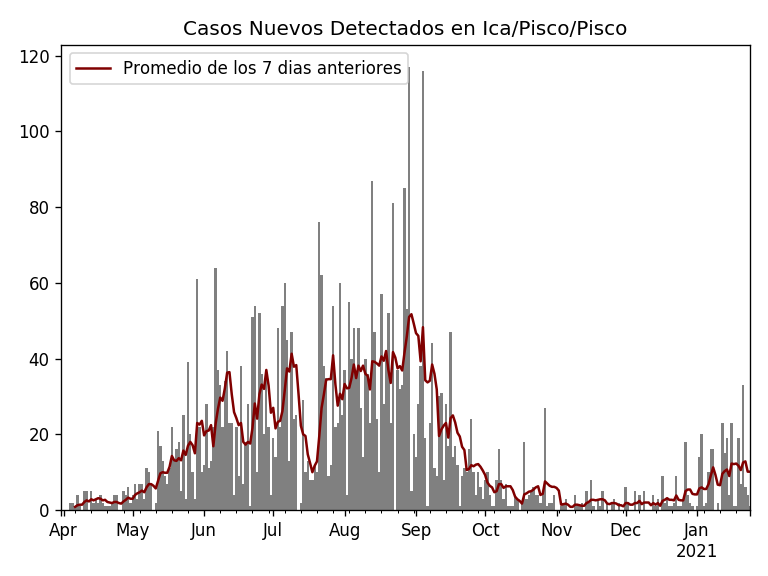 Casos Nuevos Detectados en Ica/Pisco/Pisco
Promedio de los 7 dias anteriores
120
100
80
60
40
20
0
Apr May Jun Jul Aug Sep Oct Nov Dec Jan
2021